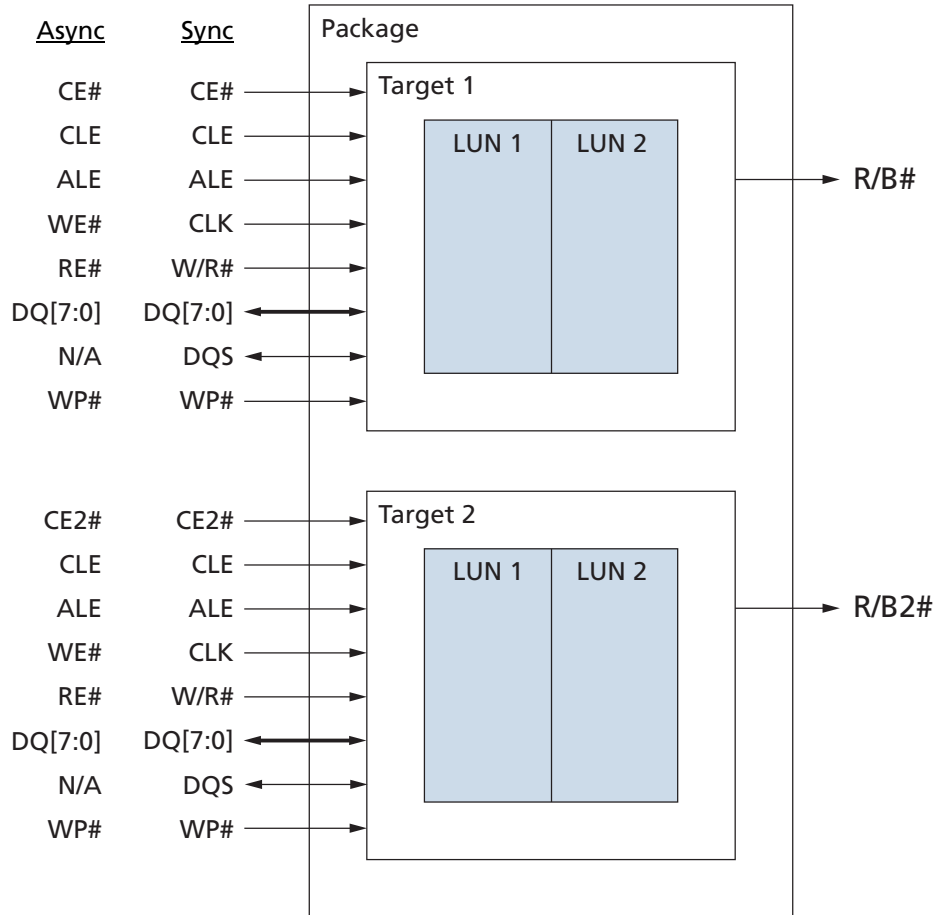 Async Sync Package
CE# CE# Target 1
CLE CLE LUN 1 LUN 2
ALE ALE R/B#
WE# CLK
RE# W/R#
DQ[7:0] DQ[7:0]
N/A DQS
WP# WP#
CE2# CE2# Target 2
CLE CLE LUN 1 LUN 2
ALE ALE R/B2#
WE# CLK
RE# W/R#
DQ[7:0] DQ[7:0]
N/A DQS
WP# WP#